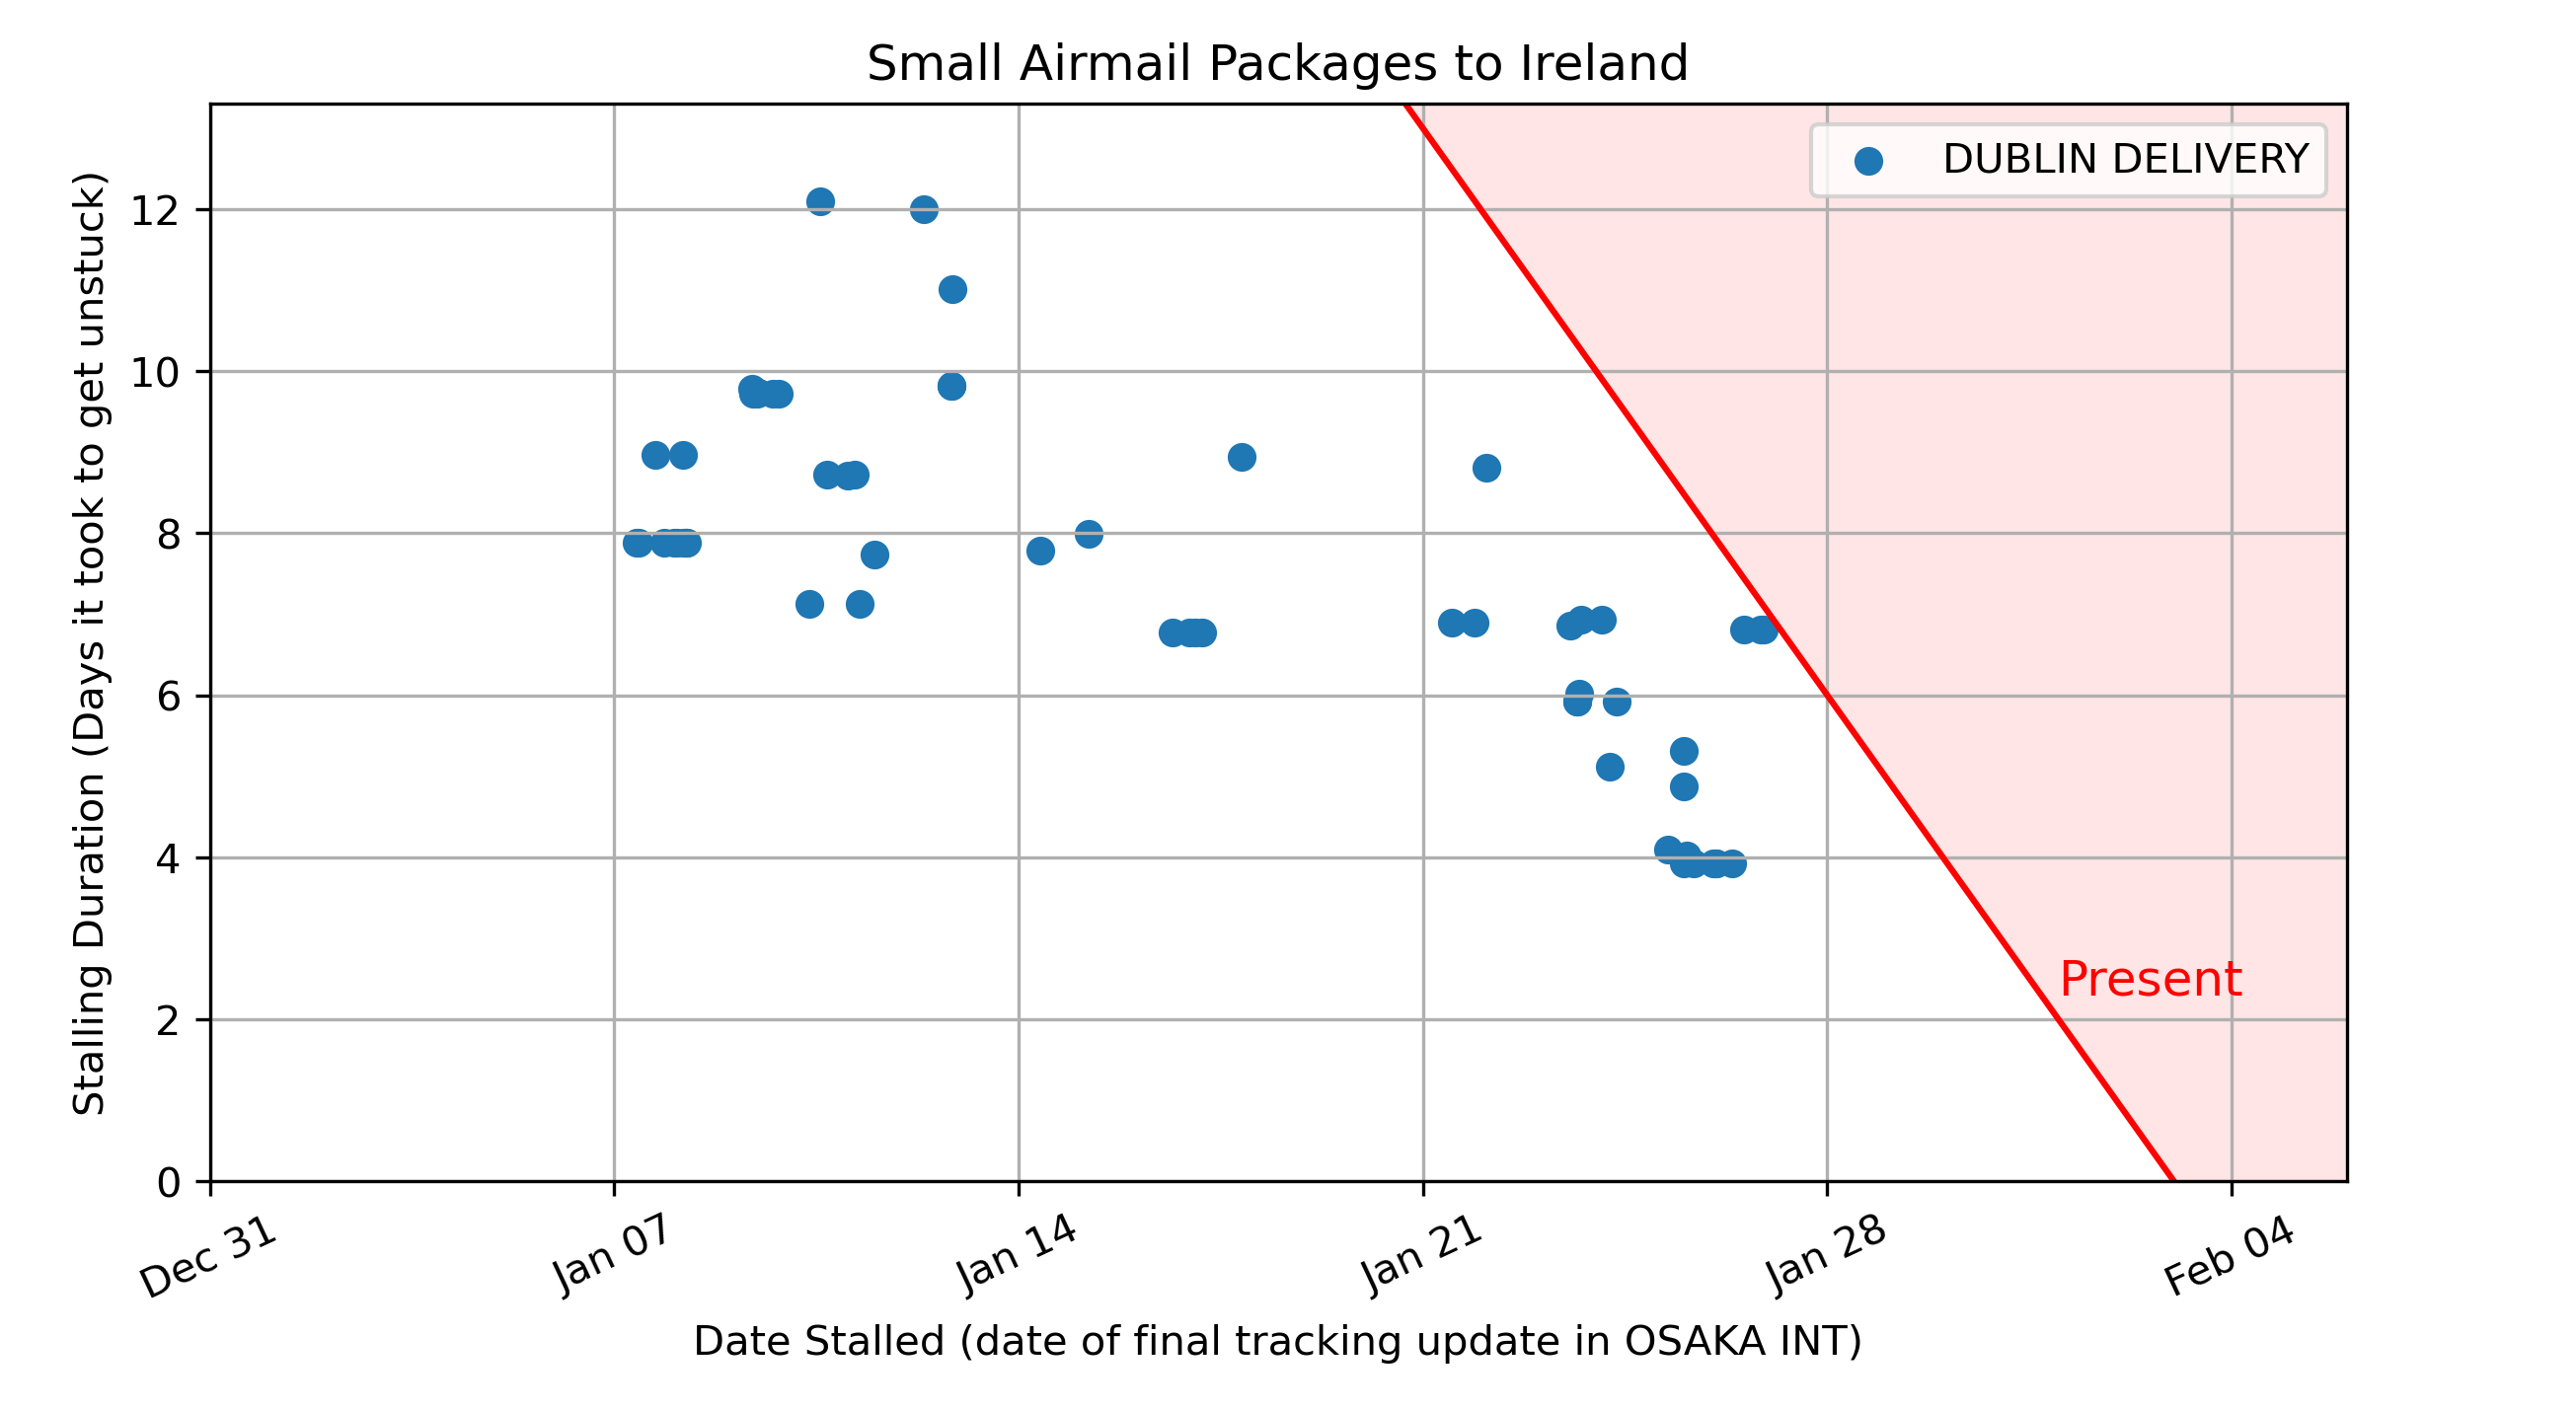 Small Airmail Packages to Ireland
DUBLIN DELIVERY
Stalling Duration (Days it took to get unstuck)
12
10
8
6
4
2
0
Present
Dec 31
Jan 07
Jan 14
Jan 21
Jan 28
Feb 04
Date Stalled (date of final tracking update in OSAKA INT)